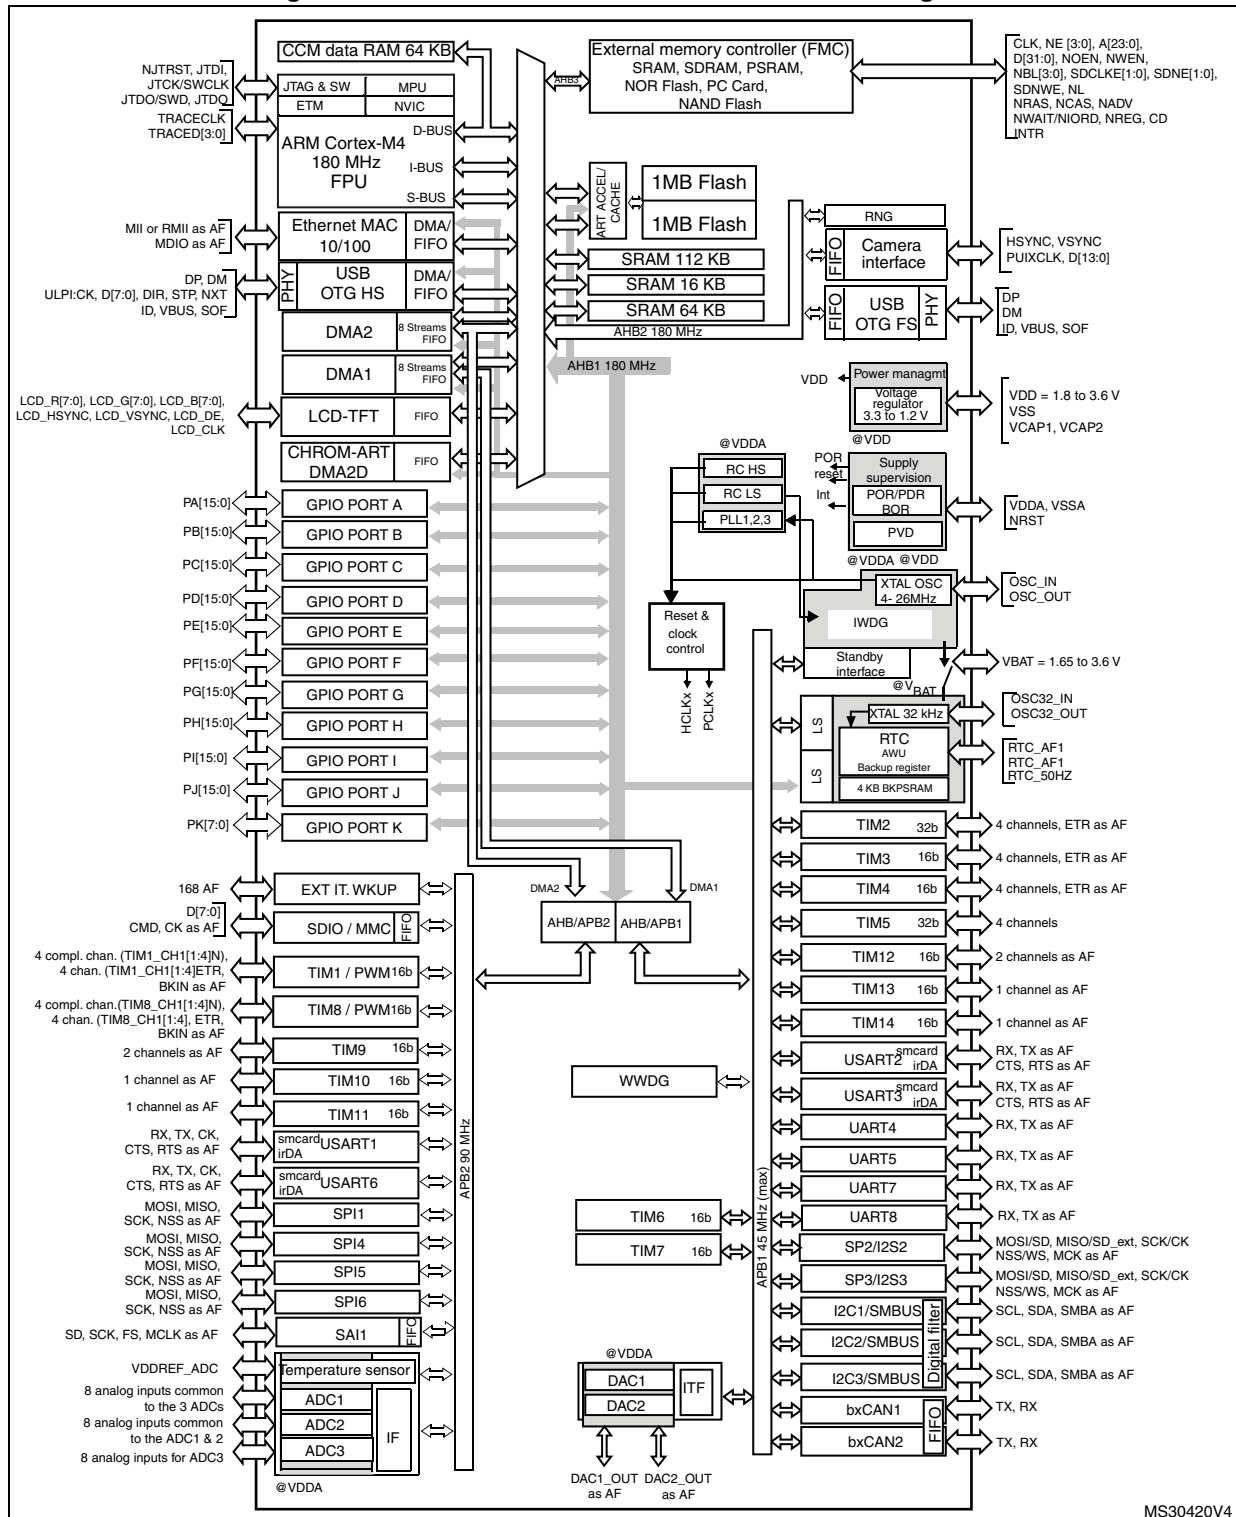 CCM data RAM 64 KB
External memory controller (FMC)
SRAM, SDRAM, PSRAM,
NOR Flash, PC Card,
NAND Flash
AHB3
CLK, NE [3:0], A[23:0],
D[31:0], NOEN, NWEN,
NBL[3:0], SDCLKE[1:0], SDNE[1:0],
SDNWE, NL
NRAS, NCAS, NADV
NWAIT/NIORD, NREG, CD
INTR
NJTRST, JTDI,
JTCK/SWCLK
JTDO/SWD, JTDO
JTAG & SW
MPU
ETM
NVIC
TRACECLK
TRACED[3:0]
D-BUS
ARM Cortex-M4
180 MHz
FPU
I-BUS
S-BUS
ART ACCEL/
CACHE
1MB Flash
1MB Flash
RNG
MII or RMII as AF
MDIO as AF
Ethernet MAC
10/100
DMA/
FIFO
FIFO
Camera
interface
HSYNC, VSYNC
PUIXCLK, D[13:0]
SRAM 112 KB
SRAM 16 KB
SRAM 64 KB
DP, DM
ULPI:CK, D[7:0], DIR, STP, NXT
ID, VBUS, SOF
PHY
USB
OTG HS
DMA/
FIFO
FIFO
USB
OTG FS
PHY
DP
DM
ID, VBUS, SOF
DMA2
8 Streams
FIFO
AHB2 180 MHz
DMA1
8 Streams
FIFO
AHB1 180 MHz
VDD
Power managmt
Voltage
regulator
3.3 to 1.2 V
@VDD
VDD = 1.8 to 3.6 V
VSS
VCAP1, VCAP2
LCD_R[7:0], LCD_G[7:0], LCD_B[7:0],
LCD_HSYNC, LCD_VSYNC, LCD_DE,
LCD_CLK
LCD-TFT
FIFO
CHROM-ART
DMA2D
FIFO
@VDDA
RC HS
RC LS
PLL1,2,3
POR
reset
Int
Supply
supervision
POR/PDR
BOR
PVD
VDDA, VSSA
NRST
@VDDA @VDD
PA[15:0]
GPIO PORT A
PB[15:0]
GPIO PORT B
PC[15:0]
GPIO PORT C
PD[15:0]
GPIO PORT D
PE[15:0]
GPIO PORT E
PF[15:0]
GPIO PORT F
PG[15:0]
GPIO PORT G
PH[15:0]
GPIO PORT H
PI[15:0]
GPIO PORT I
PJ[15:0]
GPIO PORT J
PK[7:0]
GPIO PORT K
XTAL OSC
4- 26MHz
OSC_IN
OSC_OUT
IWDG
Reset &
clock
control
HCLKx
PCLKx
Standby
interface
VBAT = 1.65 to 3.6 V
@VBAT
LS
LS
XTAL 32 kHz
OSC32_IN
OSC32_OUT
RTC
AWU
Backup register
4 KB BKPSRAM
RTC_AF1
RTC_AF1
RTC_50HZ
DMA2
DMA1
AHB/APB2
AHB/APB1
168 AF
EXT IT. WKUP
D[7:0]
CMD, CK as AF
SDIO / MMC
FIFO
4 compl. chan. (TIM1_CH1[1:4]N),
4 chan. (TIM1_CH1[1:4]ETR,
BKIN as AF
TIM1 / PWM 16b
4 compl. chan.(TIM8_CH1[1:4]N),
4 chan. (TIM8_CH1[1:4], ETR,
BKIN as AF
TIM8 / PWM 16b
2 channels as AF
TIM9 16b
1 channel as AF
TIM10 16b
1 channel as AF
TIM11 16b
RX, TX, CK,
CTS, RTS as AF
smcard
irDA
USART1
RX, TX, CK,
CTS, RTS as AF
smcard
irDA
USART6
MOSI, MISO,
SCK, NSS as AF
SPI1
MOSI, MISO,
SCK, NSS as AF
SPI4
MOSI, MISO,
SCK, NSS as AF
SPI5
MOSI, MISO,
SCK, NSS as AF
SPI6
SD, SCK, FS, MCLK as AF
SAI1
FIFO
VDDREF_ADC
Temperature sensor
8 analog inputs common
to the 3 ADCs
ADC1
8 analog inputs common
to the ADC1 & 2
ADC2
8 analog inputs for ADC3
ADC3
IF
@VDDA
APB2 90 MHz
WWDG
TIM6 16b
TIM7 16b
@VDDA
DAC1
DAC2
ITF
DAC1_OUT
as AF
DAC2_OUT
as AF
APB1 45 MHz (max)
TIM2 32b
4 channels, ETR as AF
TIM3 16b
4 channels, ETR as AF
TIM4 16b
4 channels, ETR as AF
TIM5 32b
4 channels
TIM12 16b
2 channels as AF
TIM13 16b
1 channel as AF
TIM14 16b
1 channel as AF
USART2
smcard
irDA
RX, TX as AF
CTS, RTS as AF
USART3
smcard
irDA
RX, TX as AF
CTS, RTS as AF
UART4
RX, TX as AF
UART5
RX, TX as AF
UART7
RX, TX as AF
UART8
RX, TX as AF
SP2/I2S2
MOSI/SD, MISO/SD_ext, SCK/CK
NSS/WS, MCK as AF
SP3/I2S3
MOSI/SD, MISO/SD_ext, SCK/CK
NSS/WS, MCK as AF
I2C1/SMBUS
SCL, SDA, SMBA as AF
I2C2/SMBUS
SCL, SDA, SMBA as AF
I2C3/SMBUS
SCL, SDA, SMBA as AF
Digital filter
bxCAN1
TX, RX
bxCAN2
TX, RX
FIFO
MS30420V4